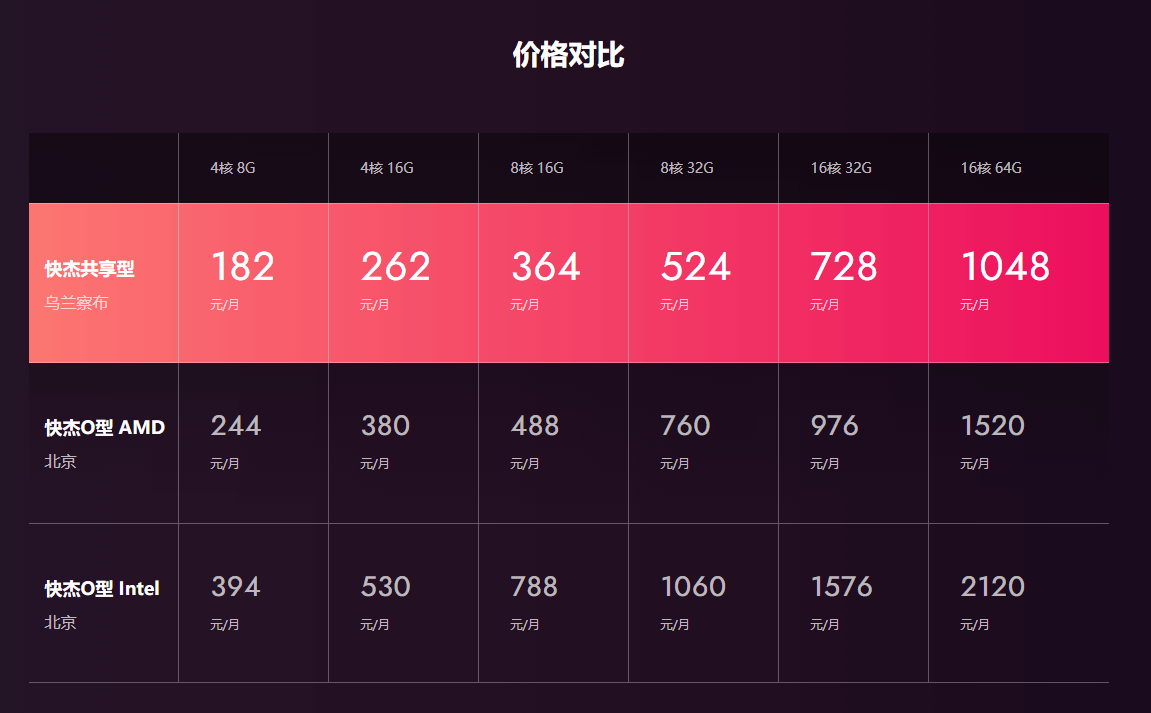 价格对比
4核 8G 4核 16G 8核 16G 8核 32G 16核 32G 16核 64G
快杰共享型 182 262 364 524 728 1048
乌兰察布 元/月 元/月 元/月 元/月 元/月 元/月
快杰O型 AMD 244 380 488 760 976 1520
北京 元/月 元/月 元/月 元/月 元/月 元/月
快杰O型 Intel 394 530 788 1060 1576 2120
北京 元/月 元/月 元/月 元/月 元/月 元/月